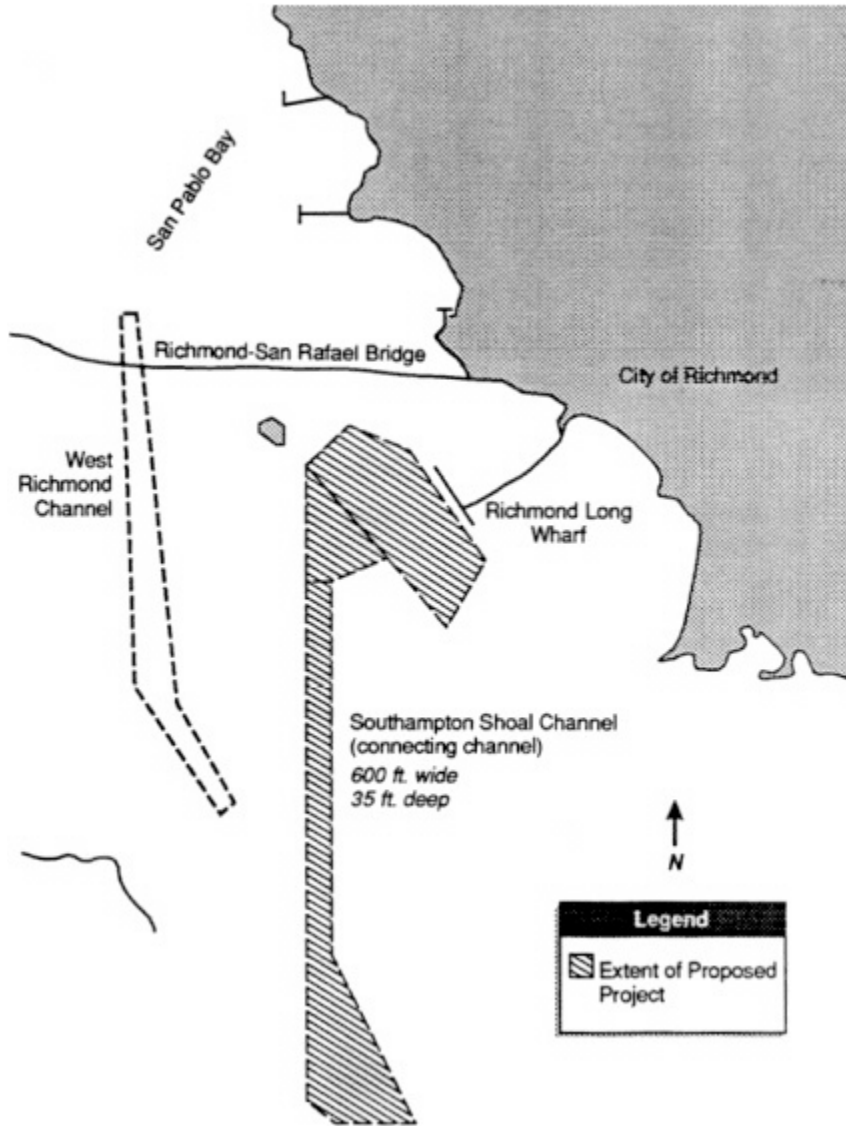 San Pablo Bay
Richmond-San Rafael Bridge
City of Richmond
West
Richmond
Channel
Richmond Long
Wharf
Southampton Shoal Channel
(connecting channel)
600 ft. wide
35 ft. deep
N
Legend
Extent of Proposed
Project